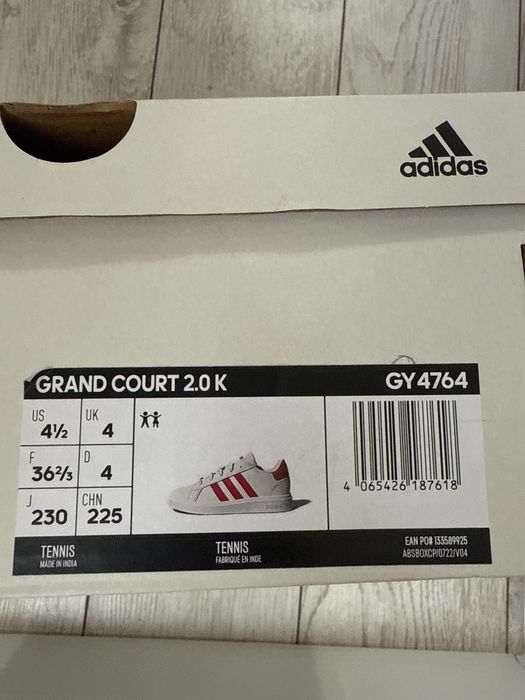 adidas
GRAND COURT 2.0 K GY4764
US 4½ UK 4
F 36⅔ D 4
J 230 CHN 225
4 065426 187618
TENNIS
MADE IN INDIA
TENNIS
FABRIQUÉ EN INDE
EAN PO# 133589925
ABSBOXCP/0722/V04